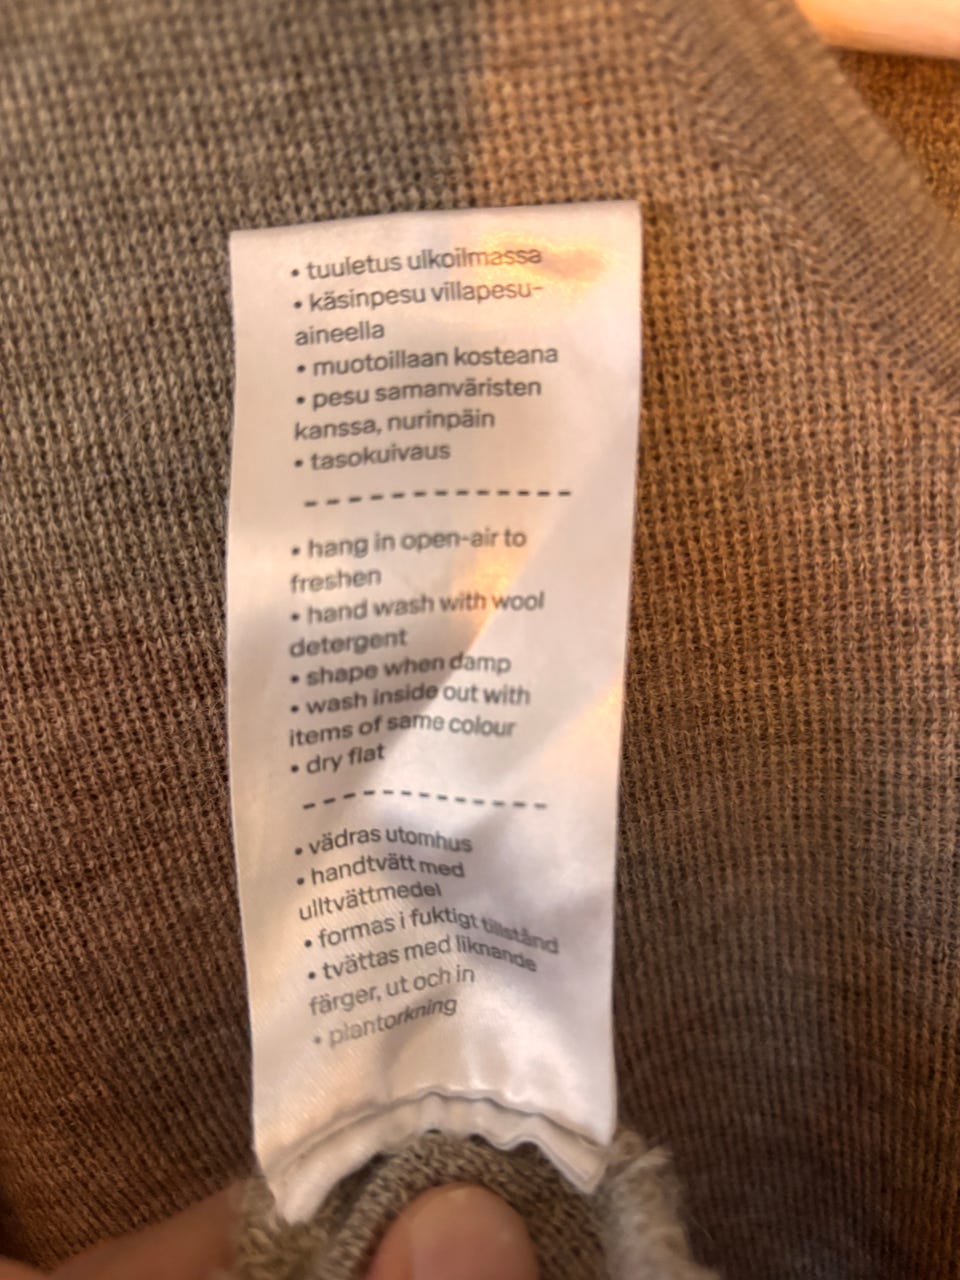 • tuuletus ulkoilmassa
• käsinpesu villapesu-
aineella
• muotoillaan kosteana
• pesu samanväristen
kanssa, nurinpäin
• tasokuivaus
-------------
• hang in open-air to
freshen
• hand wash with wool
detergent
• shape when damp
• wash inside out with
items of same colour
• dry flat
------------
• vädras utomhus
• handtvätt med
ulltvättmedel
• formas i fuktigt tillstånd
• tvättas med liknande
färger, ut och in
• plantorkning